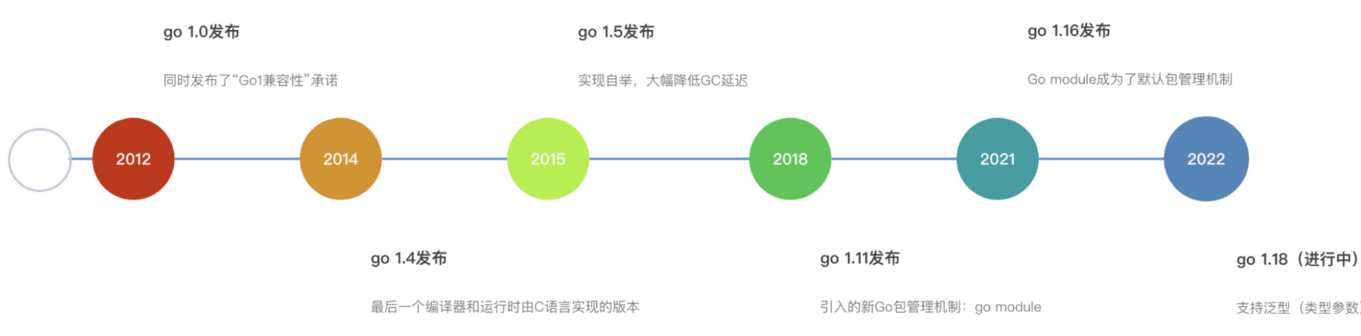 go 1.0发布
同时发布了“Go1兼容性”承诺
go 1.5发布
实现自举，大幅降低GC延迟
go 1.16发布
Go module成为了默认包管理机制
2012
2014
2015
2018
2021
2022
go 1.4发布
最后一个编译器和运行时由C语言实现的版本
go 1.11发布
引入的新Go包管理机制：go module
go 1.18（进行中）
支持泛型（类型参数）